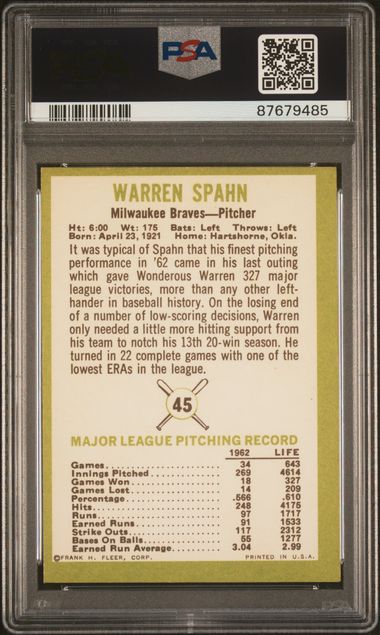 PSA
87679485
WARREN SPAHN
Milwaukee Braves—Pitcher
Ht: 6:00 Wt: 175 Bats: Left Throws: Left
Born: April 23, 1921 Home: Hartshorne, Okla.
It was typical of Spahn that his finest pitching
performance in '62 came in his last outing
which gave Wonderous Warren 327 major
league victories, more than any other left-
hander in baseball history. On the losing end
of a number of low-scoring decisions, Warren
only needed a little more hitting support from
his team to notch his 13th 20-win season. He
turned in 22 complete games with one of the
lowest ERAs in the league.
45
MAJOR LEAGUE PITCHING RECORD
1962 LIFE
Games 34 643
Innings Pitched 269 4614
Games Won 18 327
Games Lost 14 209
Percentage .566 .610
Hits 248 4175
Runs 97 1717
Earned Runs 91 1533
Strike Outs 117 2312
Bases On Balls 55 1277
Earned Run Average 3.04 2.99
©FRANK H. FLEER, CORP. PRINTED IN U.S.A.